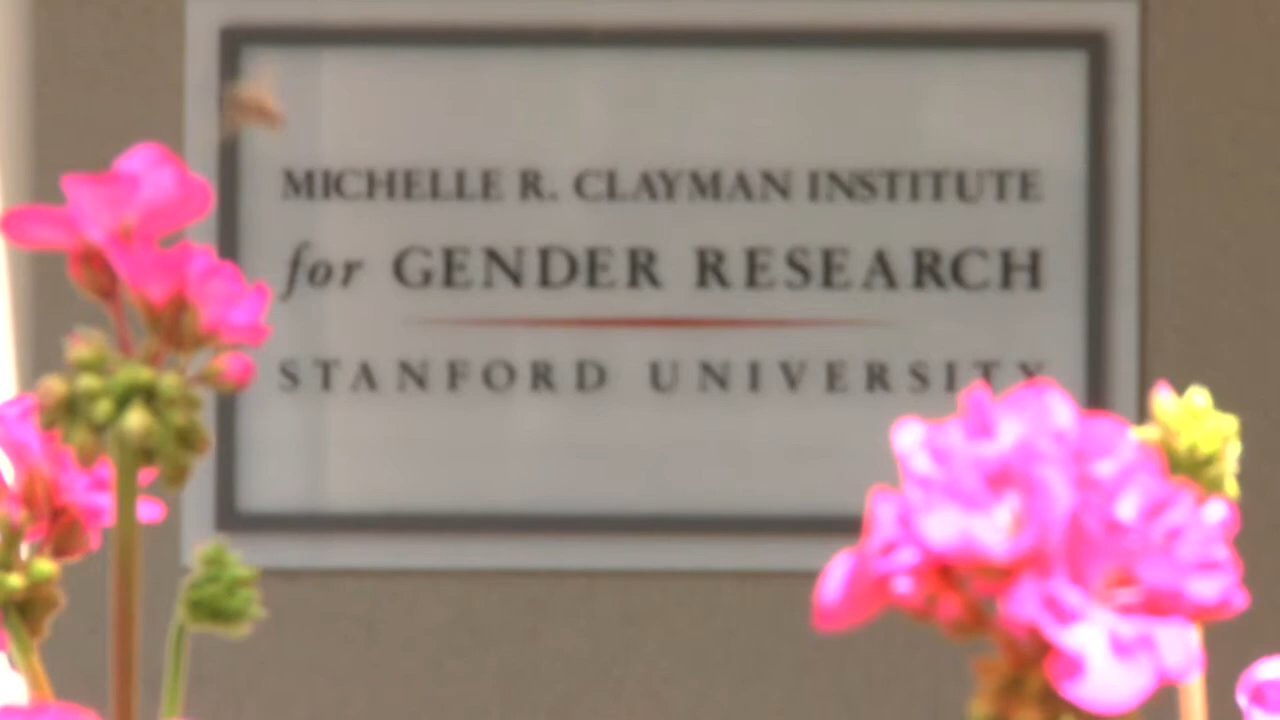 MICHELLE R. CLAYMAN INSTITUTE
for GENDER RESEARCH
STANFORD UNIVERSITY